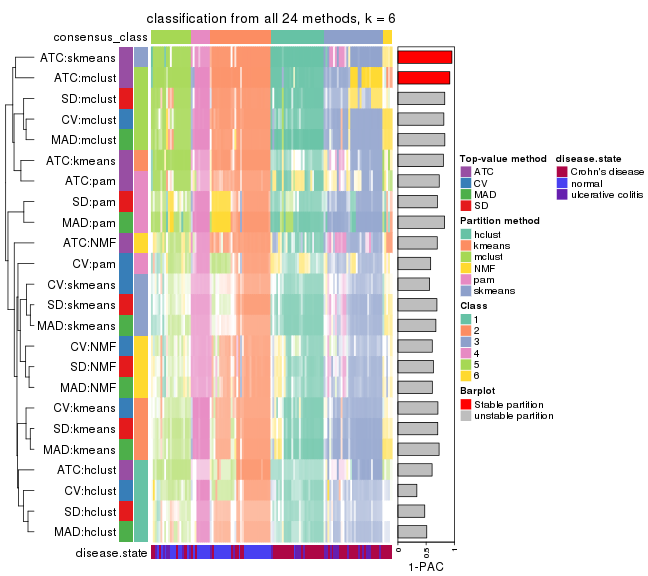 classification from all 24 methods, k = 6
consensus_class
ATC:skmeans
ATC:mclust
SD:mclust
CV:mclust
MAD:mclust
ATC:kmeans
ATC:pam
SD:pam
MAD:pam
ATC:NMF
CV:pam
CV:skmeans
SD:skmeans
MAD:skmeans
CV:NMF
SD:NMF
MAD:NMF
CV:kmeans
SD:kmeans
MAD:kmeans
ATC:hclust
CV:hclust
SD:hclust
MAD:hclust
disease.state
0
0.5
1
1-PAC
Top-value method
ATC
CV
MAD
SD
Partition method
hclust
kmeans
mclust
NMF
pam
skmeans
Class
1
2
3
4
5
6
Barplot
Stable partition
unstable partition
disease.state
Crohn's disease
normal
ulcerative colitis